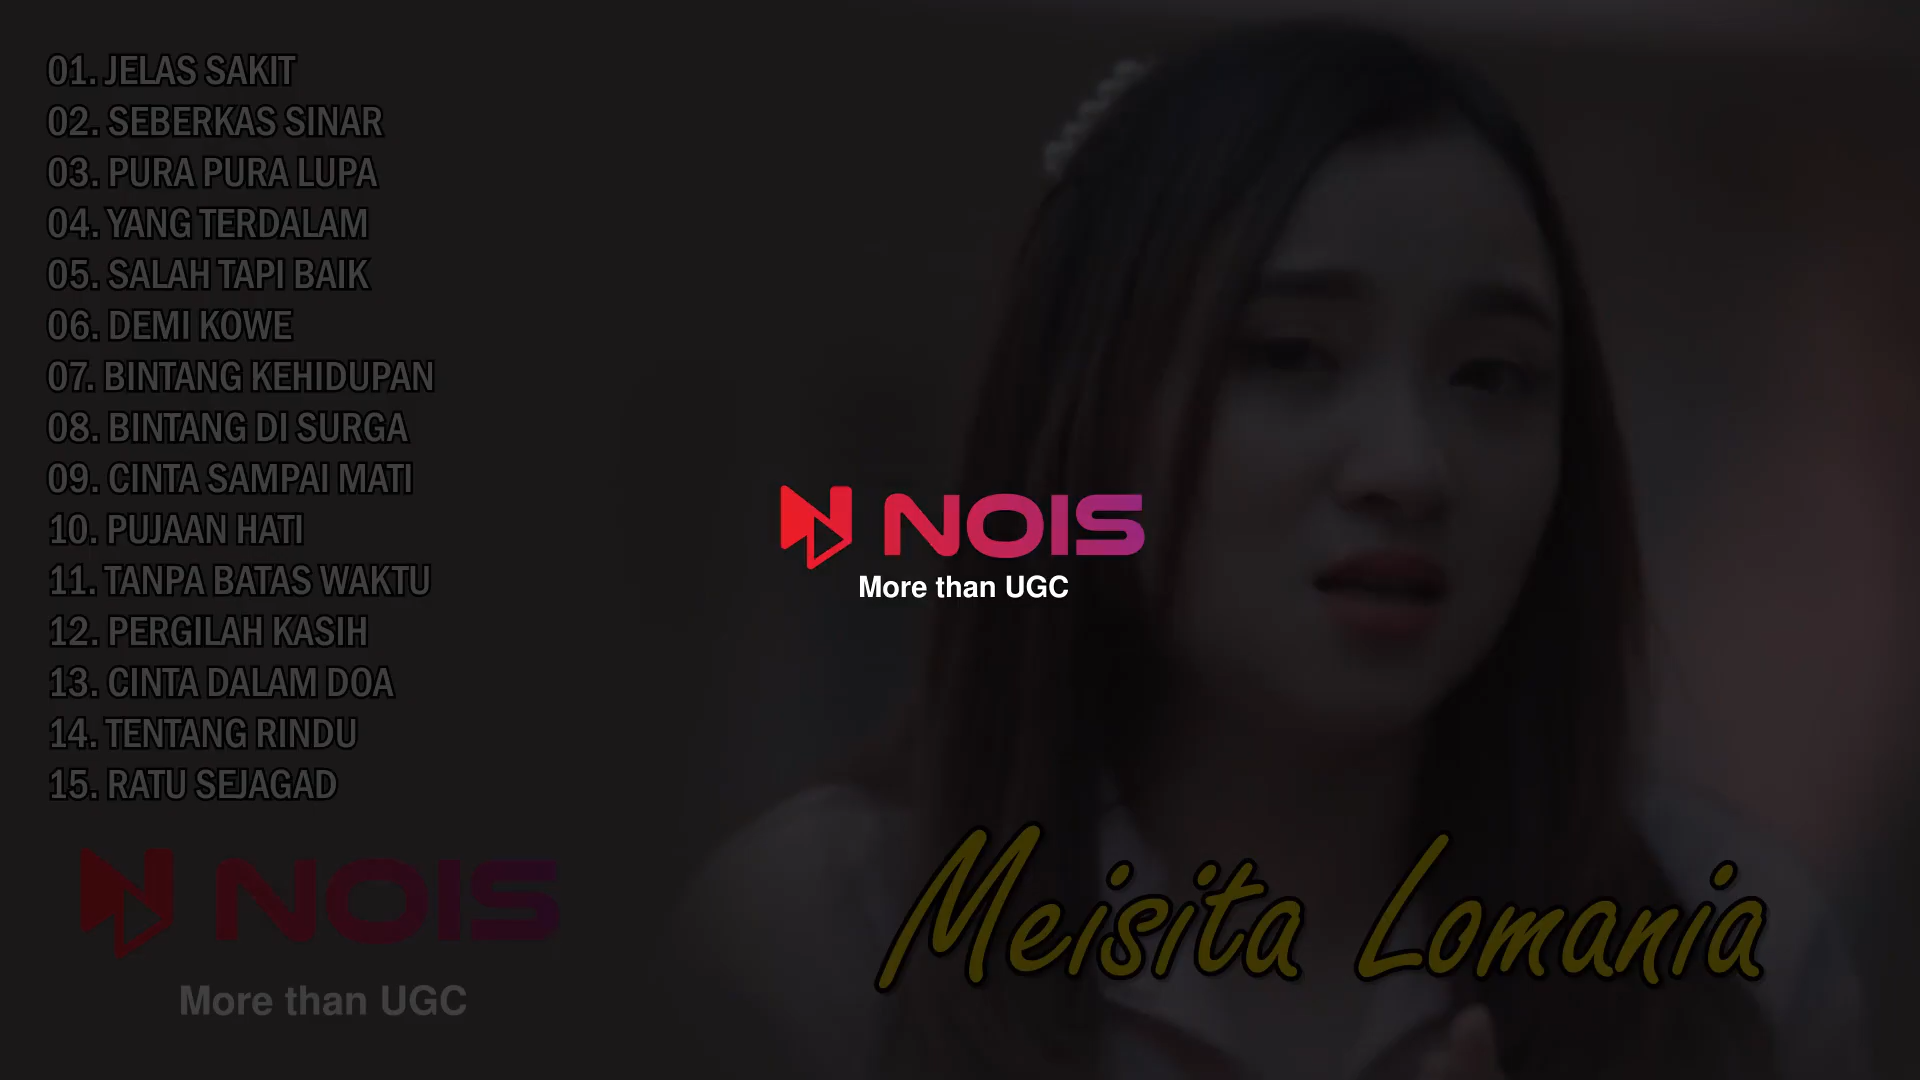 01. JELAS SAKIT
02. SEBERKAS SINAR
03. PURA PURA LUPA
04. YANG TERDALAM
05. SALAH TAPI BAIK
06. DEMI KOWE
07. BINTANG KEHIDUPAN
08. BINTANG DI SURGA
09. CINTA SAMPAI MATI
10. PUJAAN HATI
11. TANPA BATAS WAKTU
12. PERGILAH KASIH
13. CINTA DALAM DOA
14. TENTANG RINDU
15. RATU SEJAGAD
NOIS
More than UGC
NOIS
More than UGC
Meisita Lomania